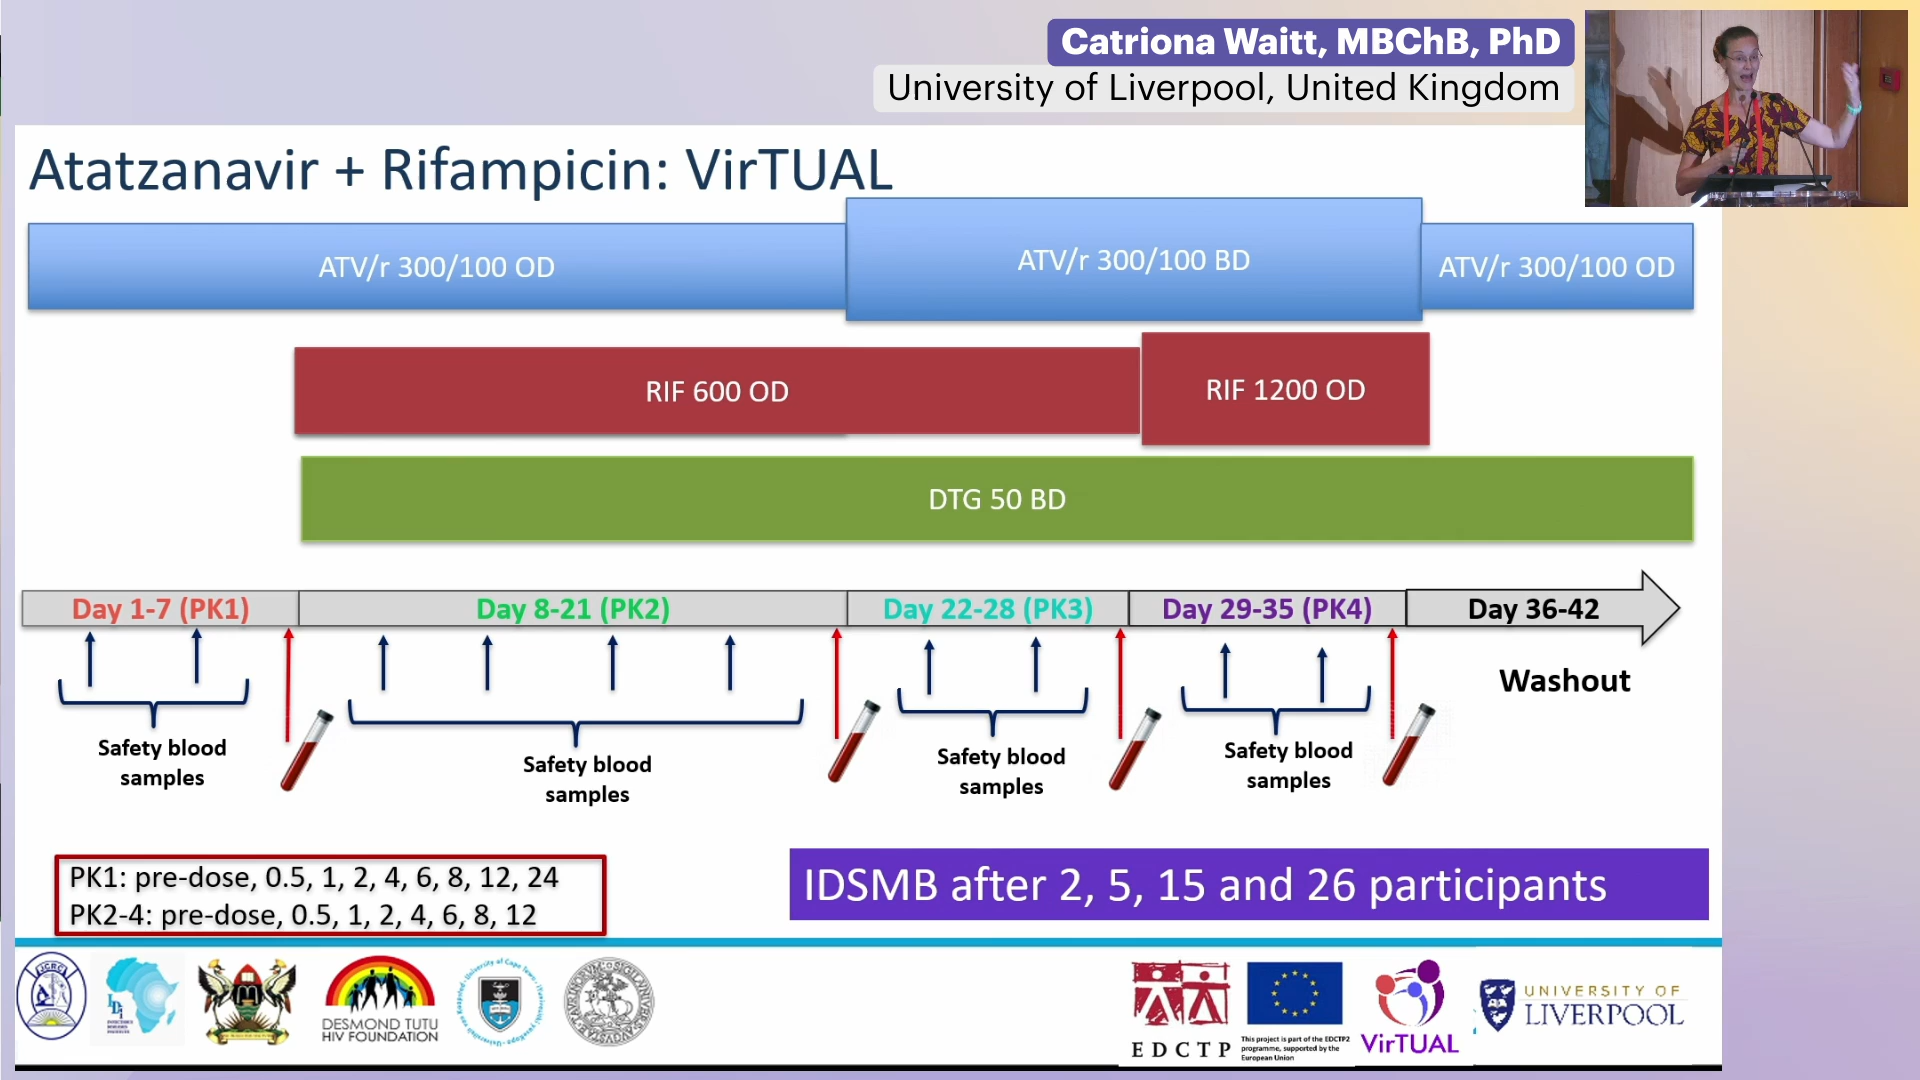 Catriona Waitt, MBChB, PhD
University of Liverpool, United Kingdom
Atatzanavir + Rifampicin: VirTUAL
ATV/r 300/100 OD
ATV/r 300/100 BD
ATV/r 300/100 OD
RIF 600 OD
RIF 1200 OD
DTG 50 BD
Day 1-7 (PK1)
Day 8-21 (PK2)
Day 22-28 (PK3)
Day 29-35 (PK4)
Day 36-42
Washout
Safety blood
samples
Safety blood
samples
Safety blood
samples
Safety blood
samples
PK1: pre-dose, 0.5, 1, 2, 4, 6, 8, 12, 24
PK2-4: pre-dose, 0.5, 1, 2, 4, 6, 8, 12
IDSMB after 2, 5, 15 and 26 participants
JCRC
IDI
DESMOND TUTU
HIV FOUNDATION
EDCTP
This project is part of the EDCTP2
programme, supported by the
European Union
VirTUAL
UNIVERSITY OF
LIVERPOOL